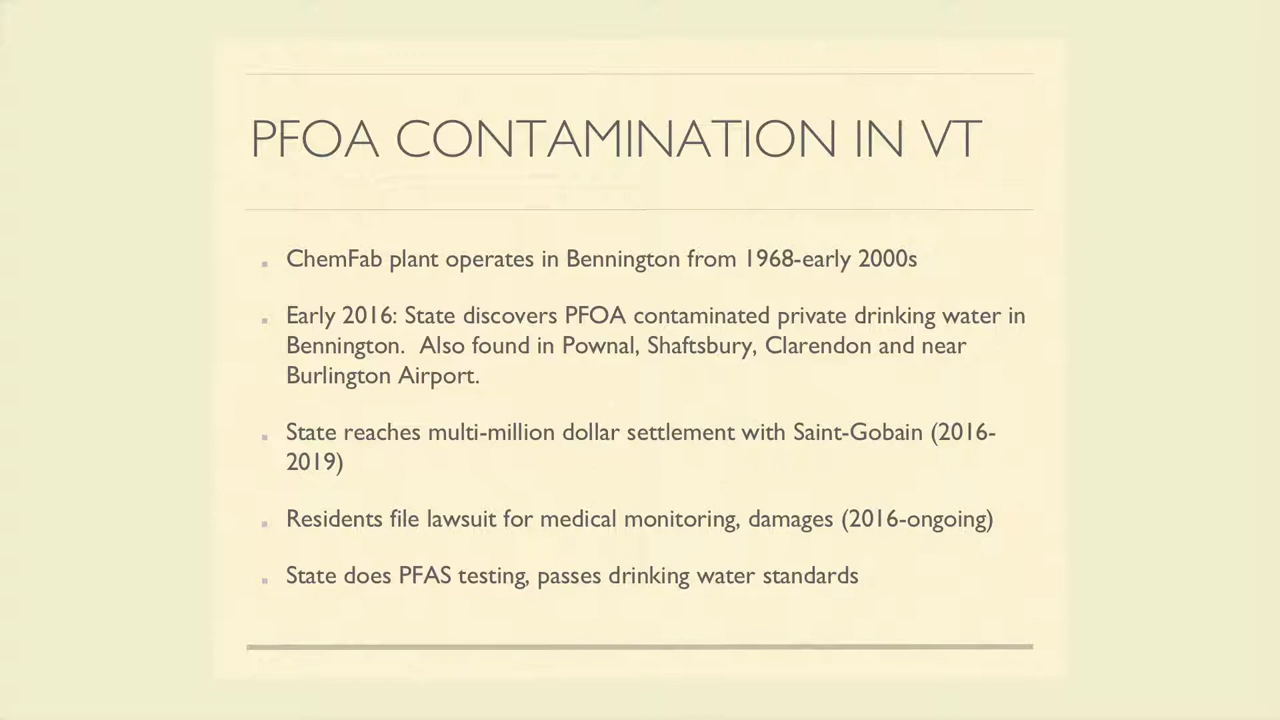 PFOA CONTAMINATION IN VT
ChemFab plant operates in Bennington from 1968-early 2000s
Early 2016: State discovers PFOA contaminated private drinking water in
Bennington.  Also found in Pownal, Shaftsbury, Clarendon and near
Burlington Airport.
State reaches multi-million dollar settlement with Saint-Gobain (2016-
2019)
Residents file lawsuit for medical monitoring, damages (2016-ongoing)
State does PFAS testing, passes drinking water standards